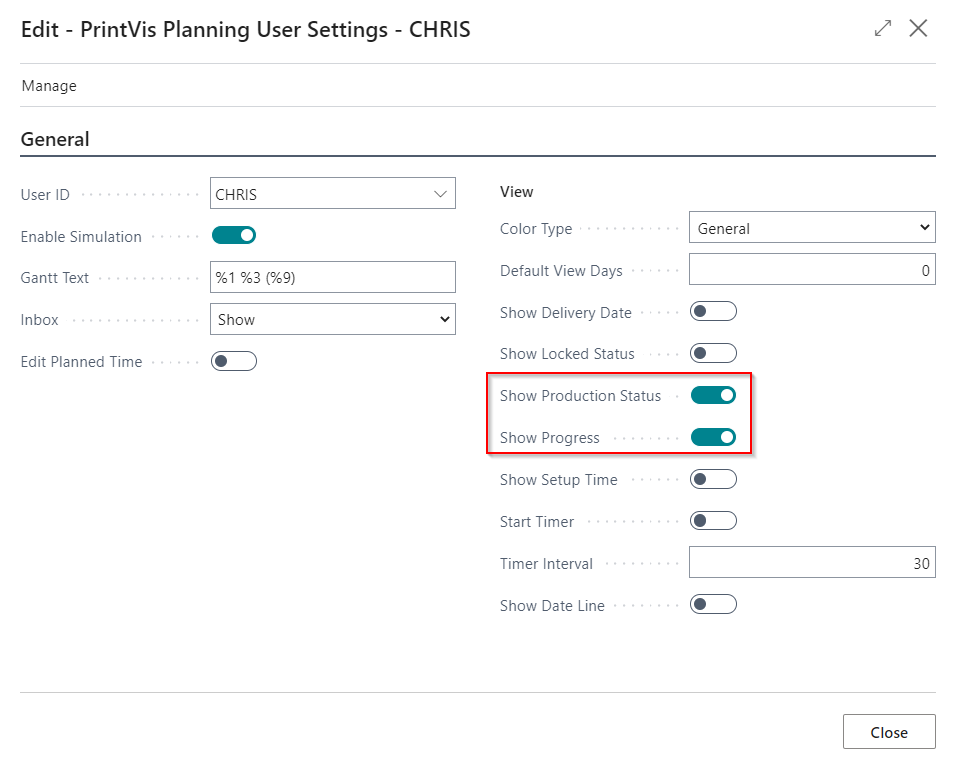 Edit - PrintVis Planning User Settings - CHRIS
Manage
General
User ID CHRIS
Enable Simulation
Gantt Text %1 %3 (%9)
Inbox Show
Edit Planned Time
View
Color Type General
Default View Days 0
Show Delivery Date
Show Locked Status
Show Production Status
Show Progress
Show Setup Time
Start Timer
Timer Interval 30
Show Date Line
Close